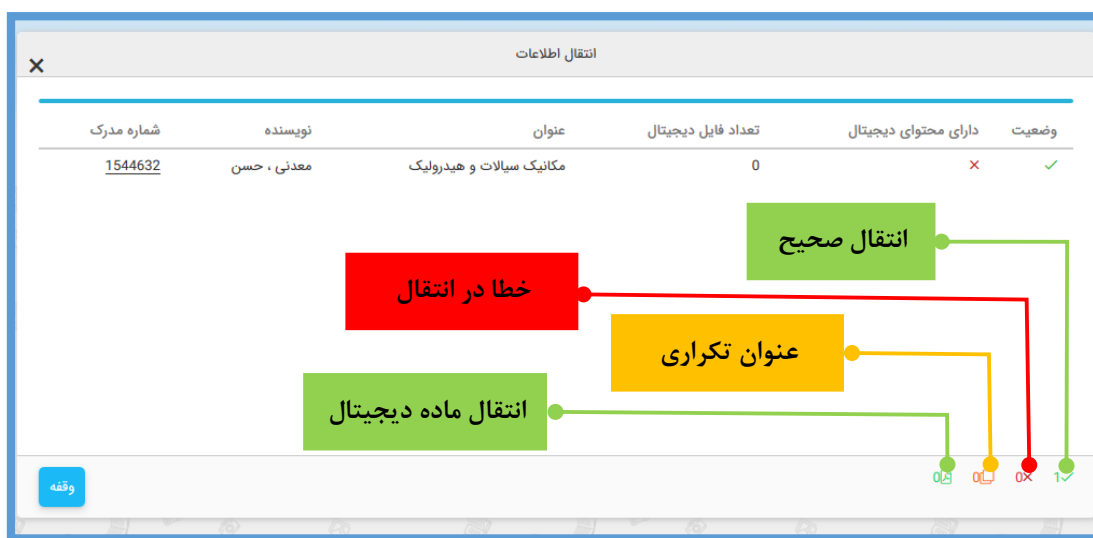 انتقال اطلاعات
وضعیت دارای محتوای دیجیتال تعداد فایل دیجیتال عنوان نویسنده شماره مدرک
0 مکانیک سیالات و هیدرولیک معدنی ، حسن 1544632
انتقال صحیح
خطا در انتقال
عنوان تکراری
انتقال ماده دیجیتال
1 0 0 0
وقفه